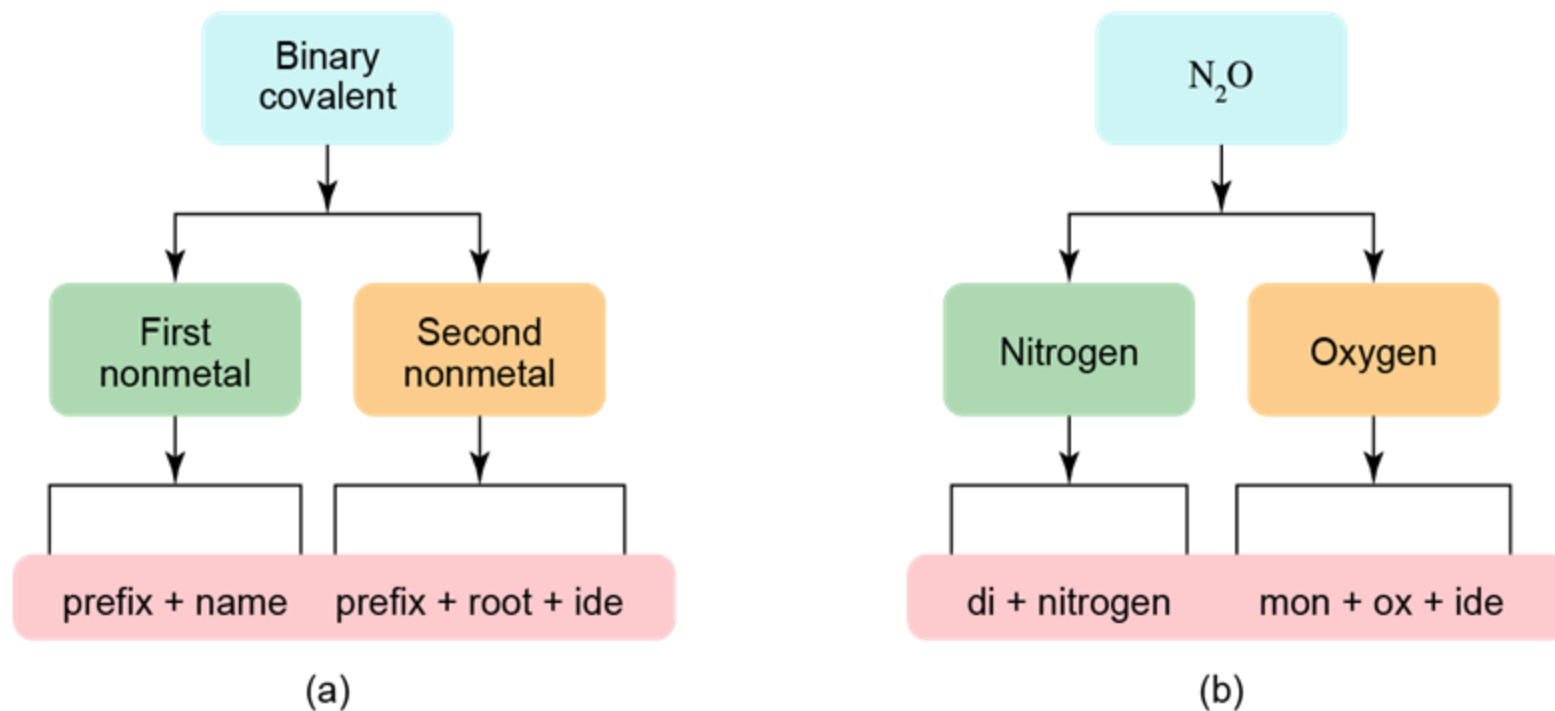 Binary
covalent
First
nonmetal
Second
nonmetal
prefix + name
prefix + root + ide
(a)
N₂O
Nitrogen
Oxygen
di + nitrogen
mon + ox + ide
(b)